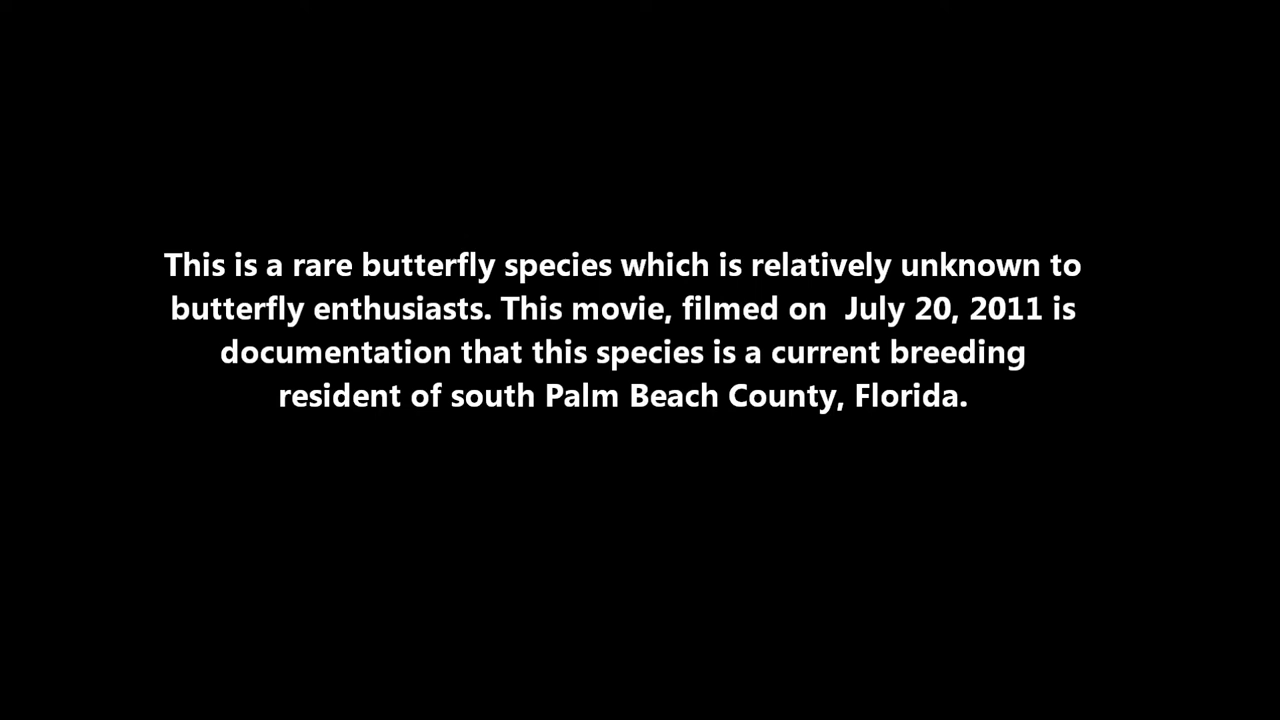 This is a rare butterfly species which is relatively unknown to
butterfly enthusiasts. This movie, filmed on  July 20, 2011 is
documentation that this species is a current breeding
resident of south Palm Beach County, Florida.